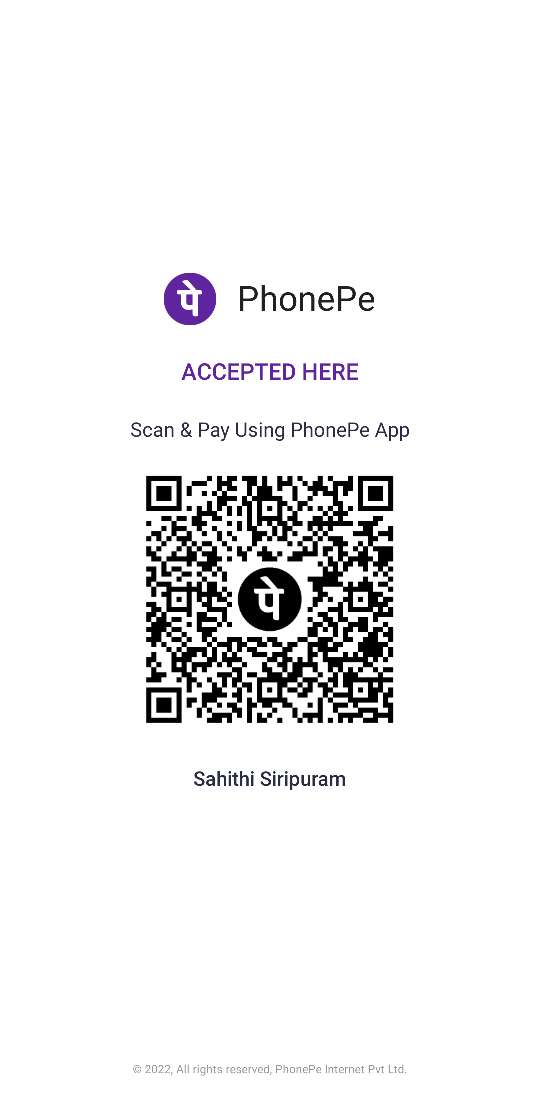 पे PhonePe
ACCEPTED HERE
Scan & Pay Using PhonePe App
पे
Sahithi Siripuram
© 2022, All rights reserved, PhonePe Internet Pvt Ltd.